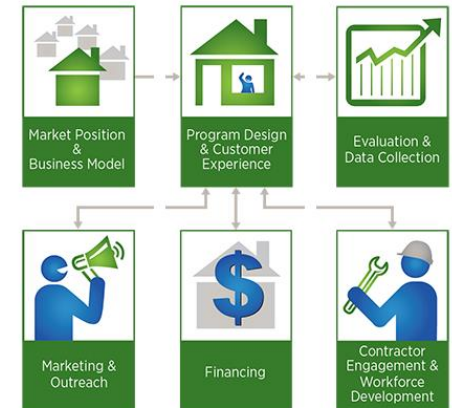 Market Position
&
Business Model
Program Design
& Customer
Experience
Evaluation &
Data Collection
Marketing &
Outreach
$
Financing
Contractor
Engagement &
Workforce
Development